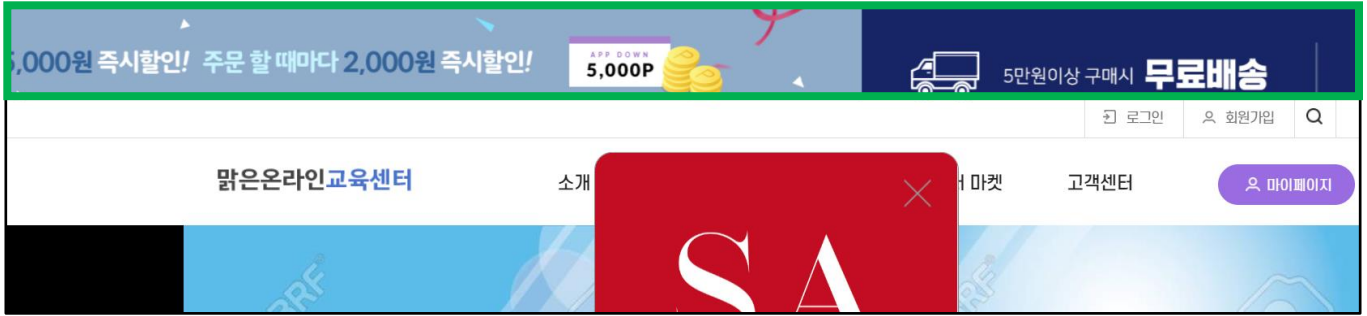 ,000원 즉시할인! 주문 할 때마다 2,000원 즉시할인!
APP DOWN
5,000P
5만원이상 구매시 무료배송
로그인 회원가입
맑은온라인교육센터
소개 마켓 고객센터 마이페이지
SA
BRF
RF